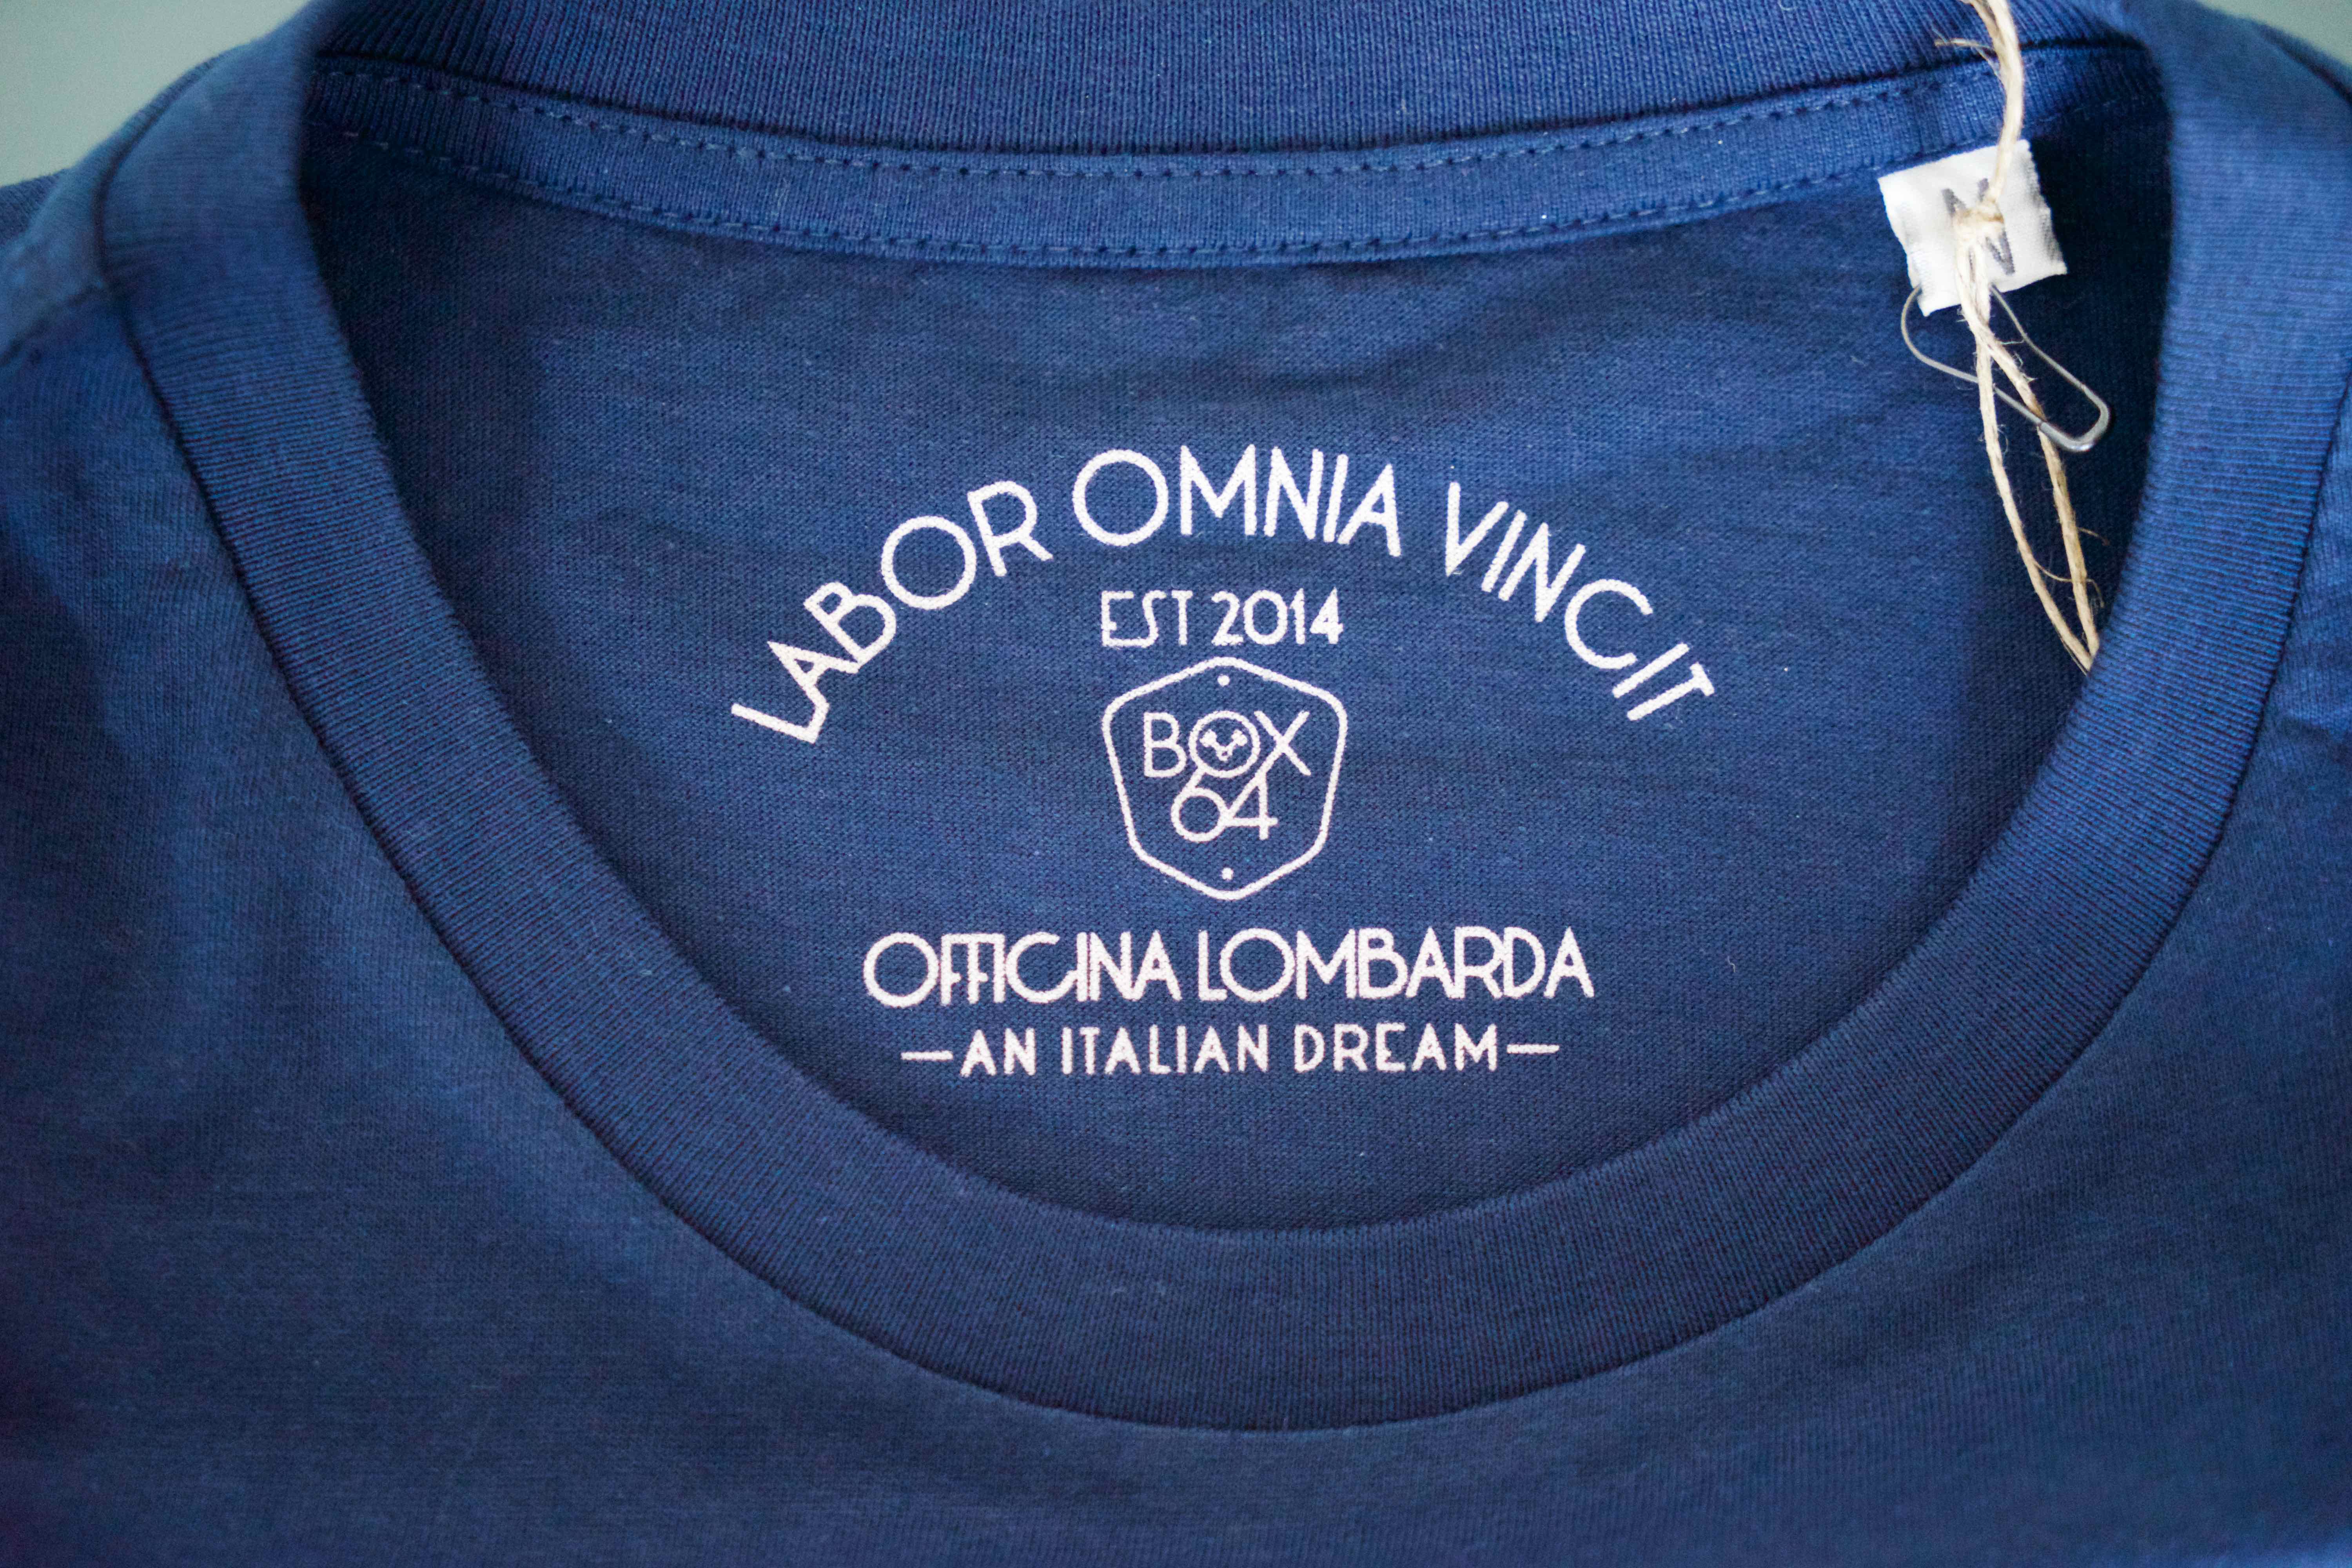 LABOR OMNIA VINCIT
EST 2014
BOX
64
OFFICINA LOMBARDA
—AN ITALIAN DREAM—